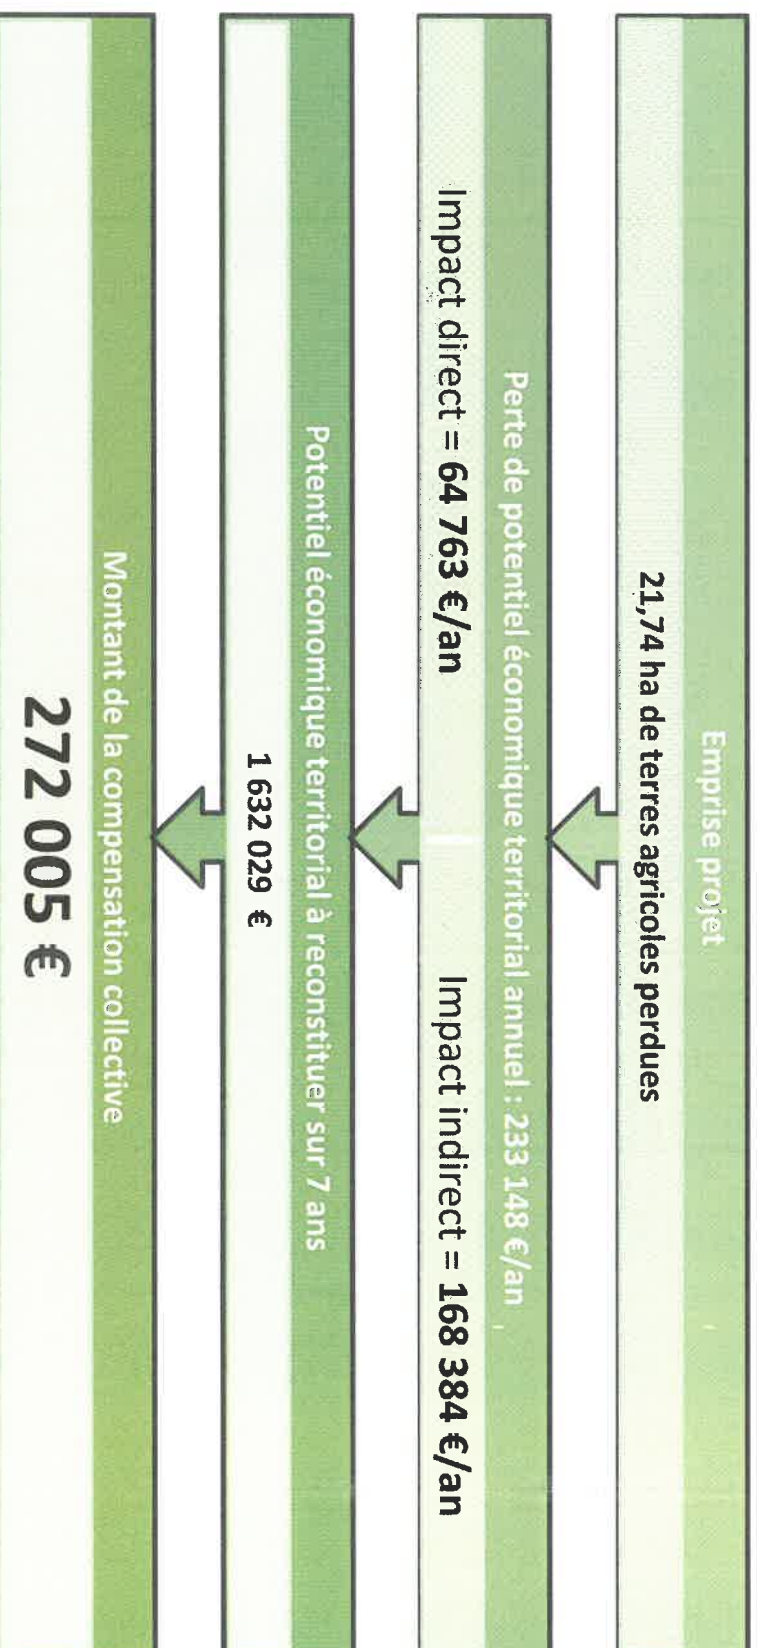 Emprise projet
21,74 ha de terres agricoles perdues
Perte de potentiel économique territorial annuel : 233 148 €/an
Impact direct = 64 763 €/an
Impact indirect = 168 384 €/an
Potentiel économique territorial à reconstituer sur 7 ans
1 632 029 €
Montant de la compensation collective
272 005 €